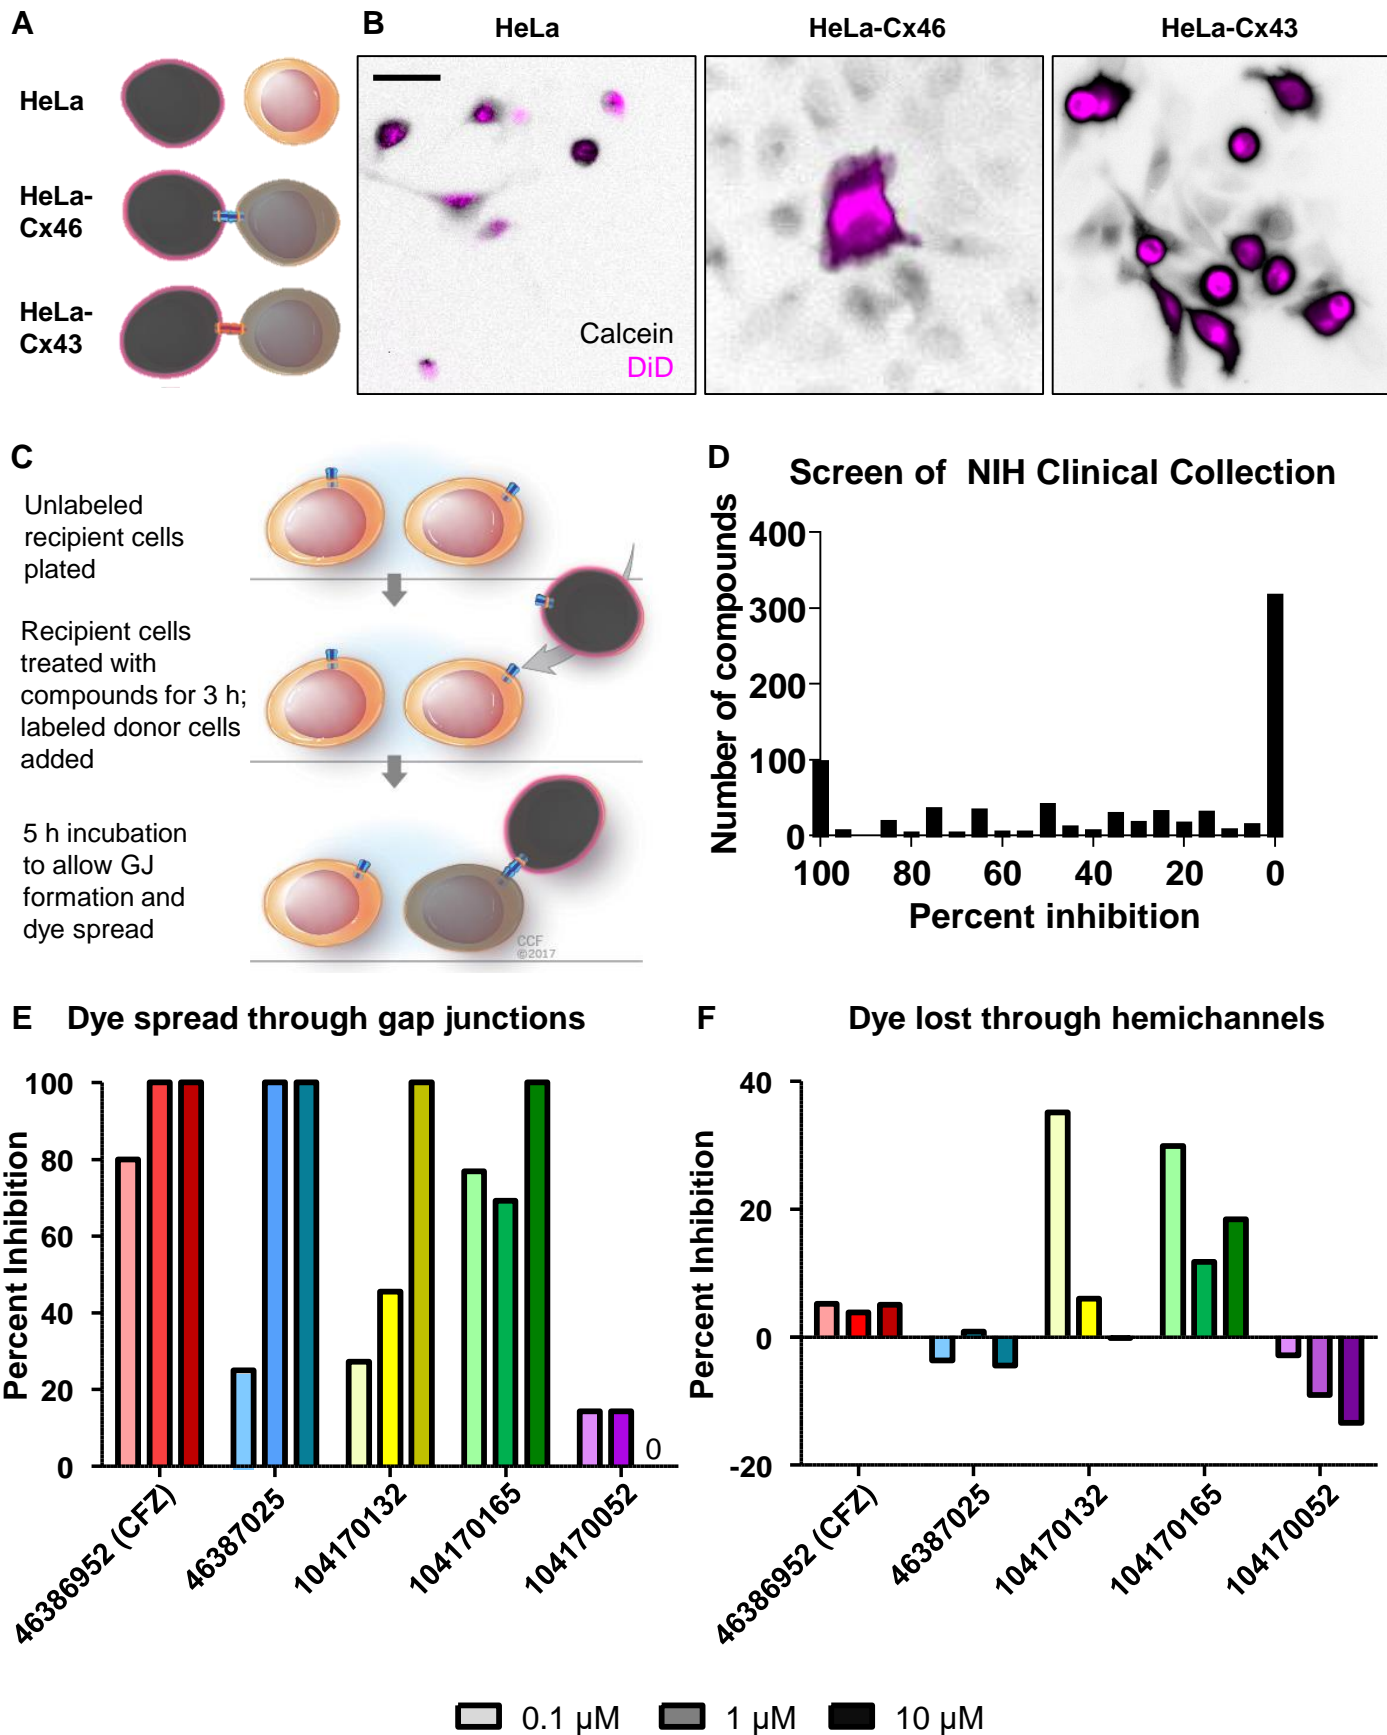 A
HeLa
HeLa-
Cx46
HeLa-
Cx43
B
HeLa
HeLa-Cx46
HeLa-Cx43
Calcein
DiD
C
Unlabeled
recipient cells
plated
Recipient cells
treated with
compounds for 3 h;
labeled donor cells
added
5 h incubation
to allow GJ
formation and
dye spread
CCF
©2017
D
Screen of NIH Clinical Collection
Number of compounds
400
300
200
100
0
100 80 60 40 20 0
Percent inhibition
E Dye spread through gap junctions
Percent Inhibition
100
80
60
40
20
0
0
46386952 (CFZ)
46387025
104170132
104170165
104170052
F Dye lost through hemichannels
Percent Inhibition
40
20
0
-20
46386952 (CFZ)
46387025
104170132
104170165
104170052
0.1 µM 1 µM 10 µM